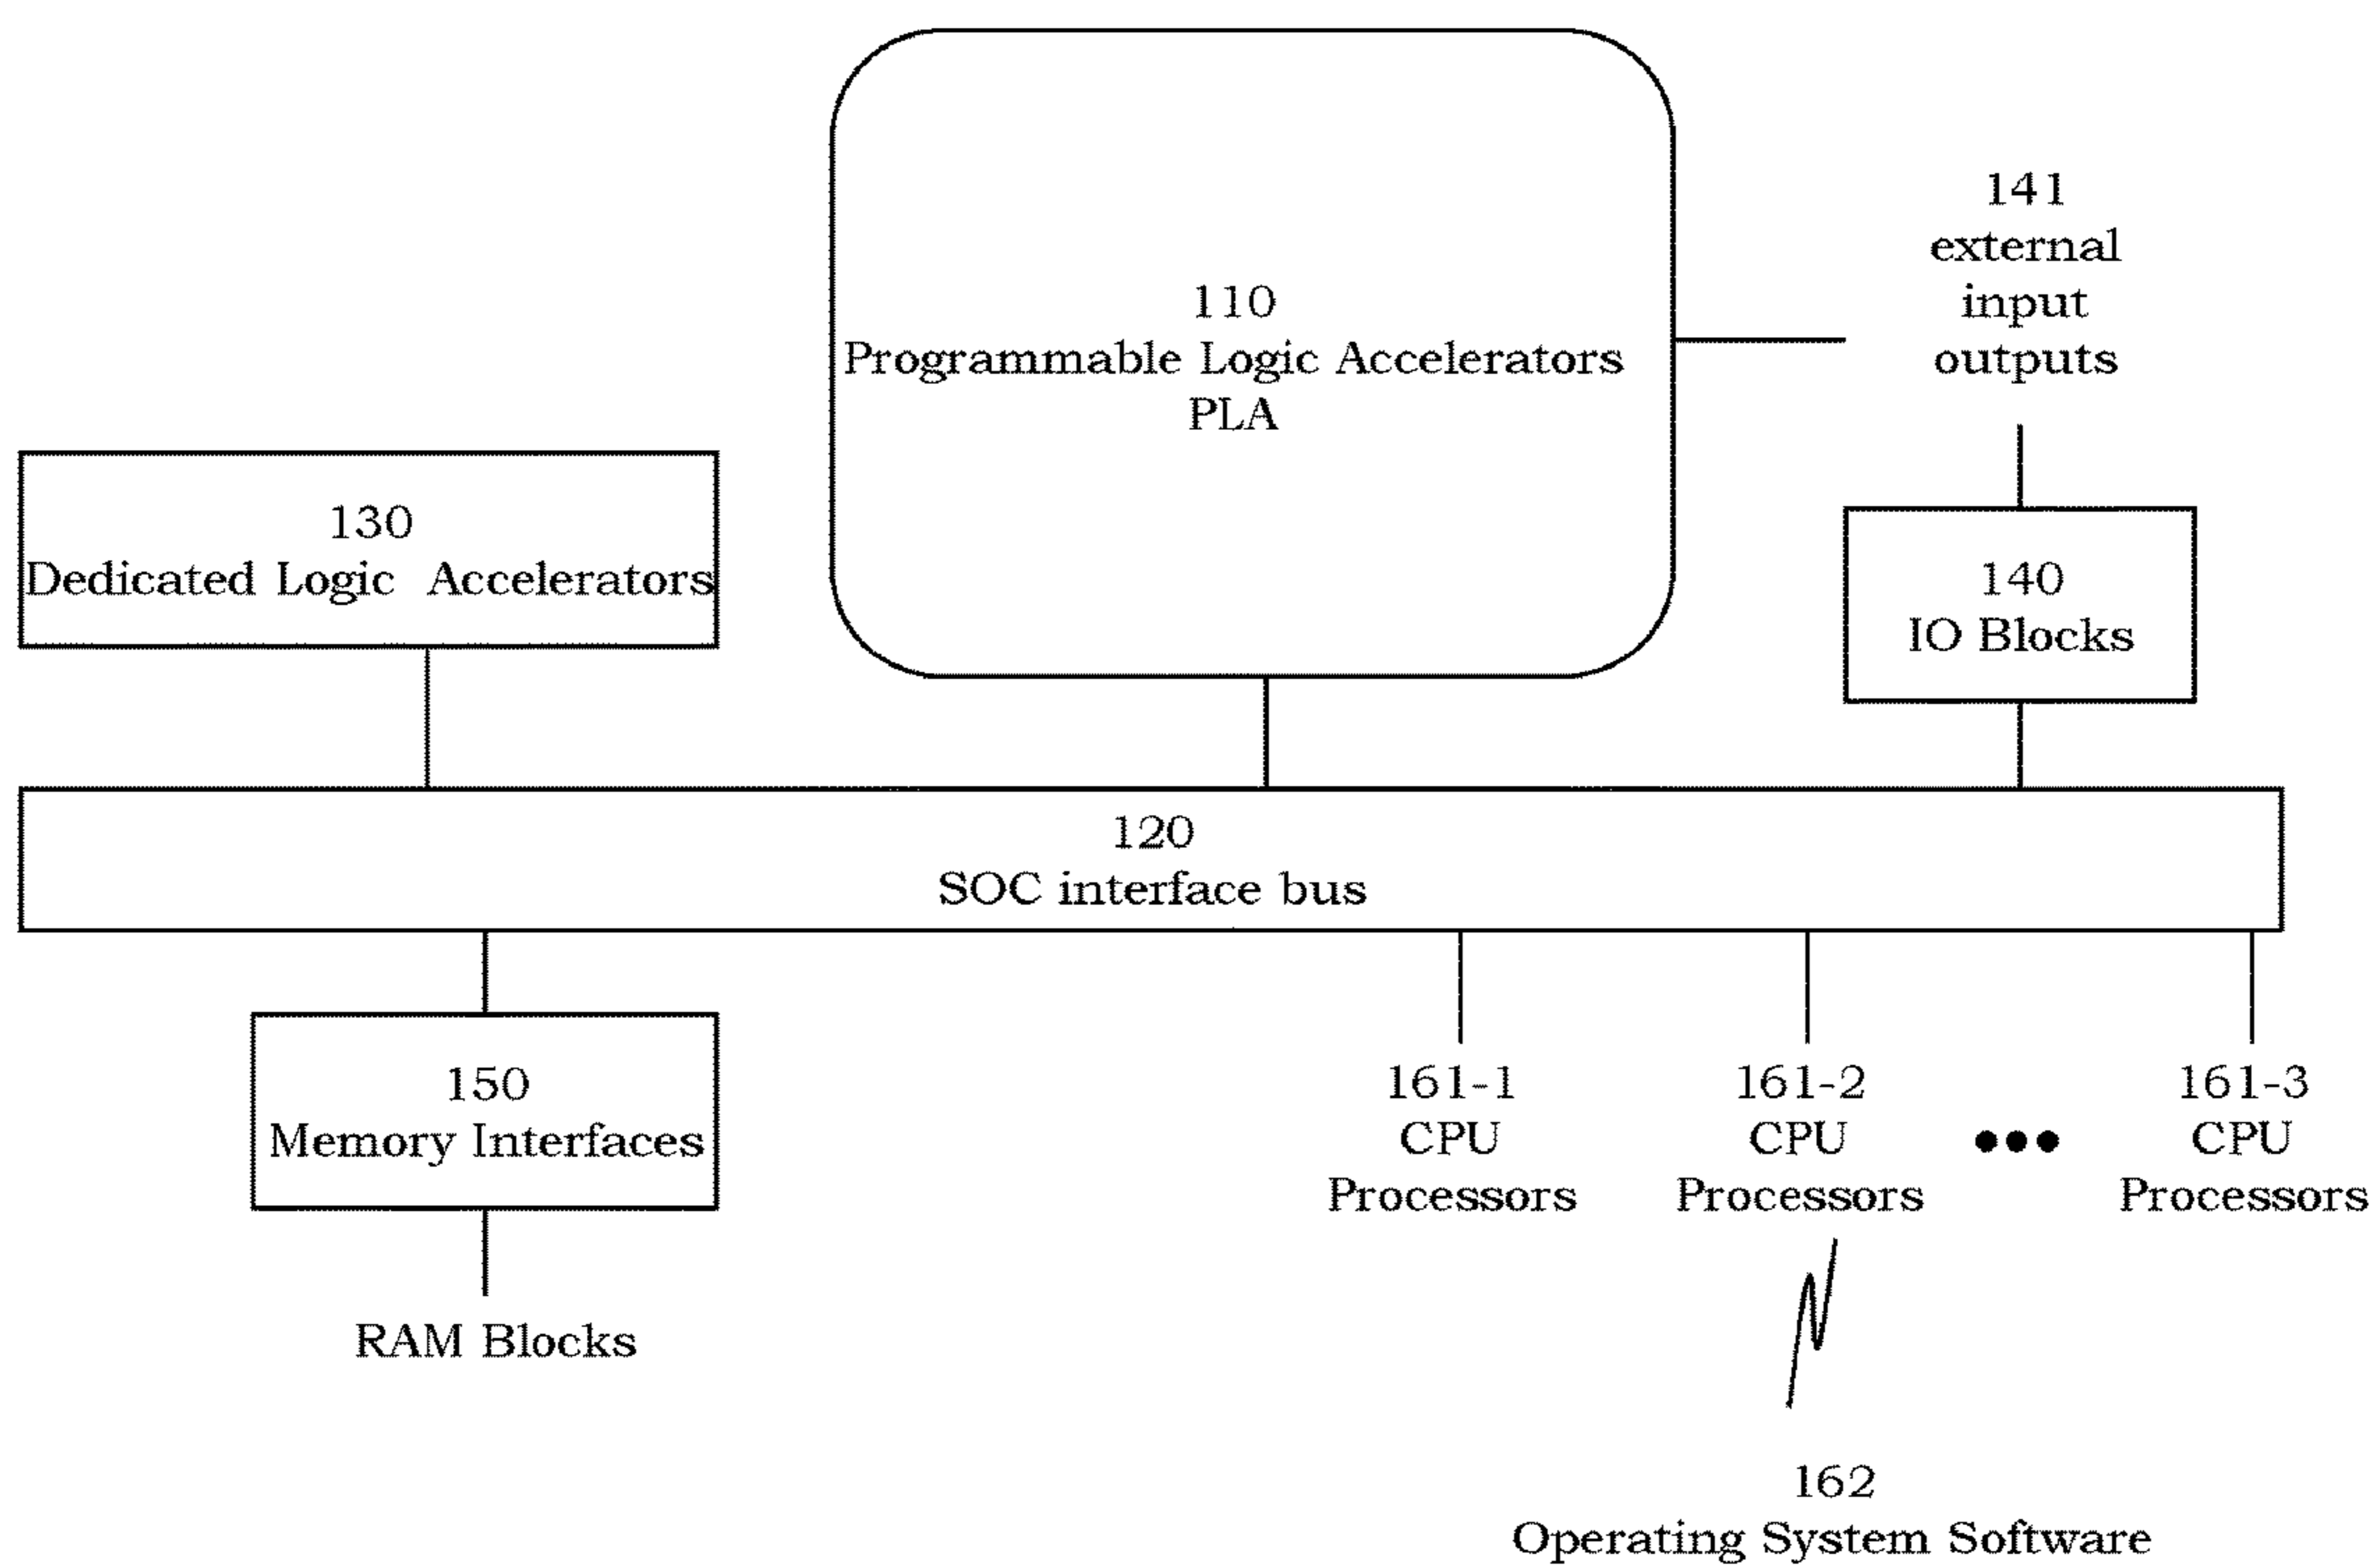 141
external
input
outputs
110
Programmable Logic Accelerators
PLA
130
Dedicated Logic Accelerators
140
IO Blocks
120
SOC interface bus
150
Memory Interfaces
RAM Blocks
161-1
CPU
Processors
161-2
CPU
Processors
•••
161-3
CPU
Processors
162
Operating System Software